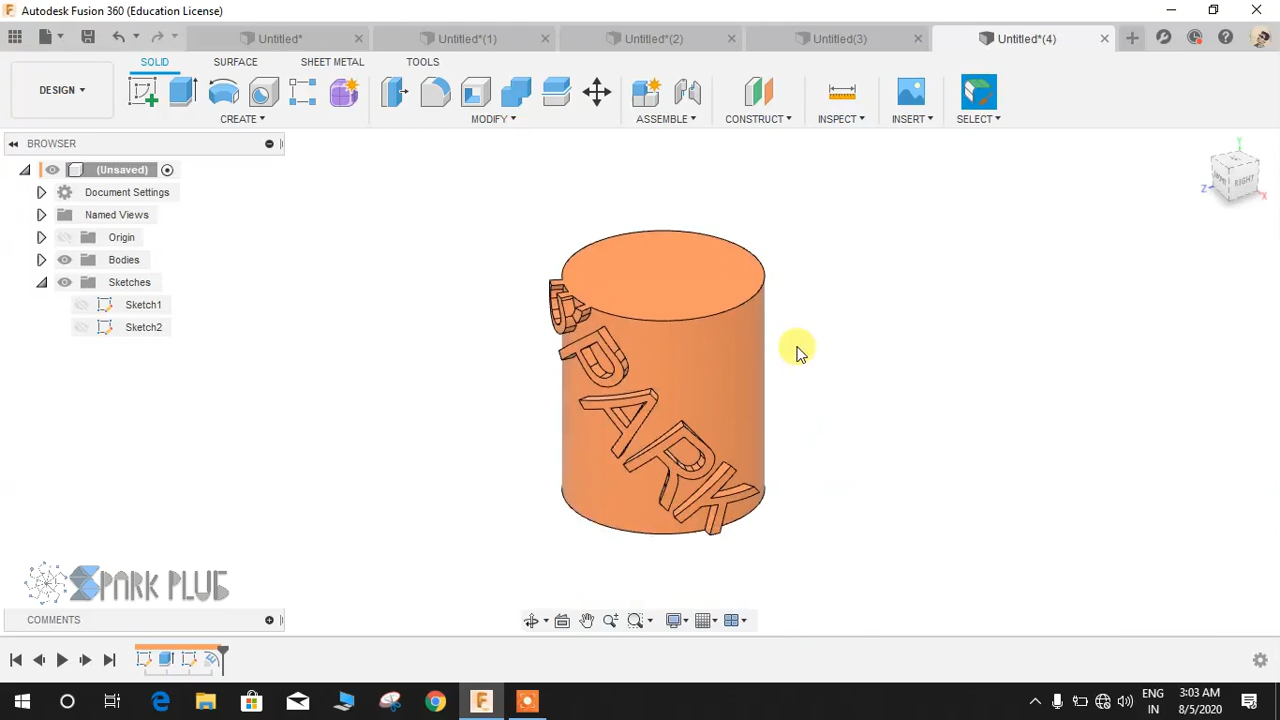 Autodesk Fusion 360 (Education License)
Untitled*
Untitled*(1)
Untitled*(2)
Untitled(3)
Untitled*(4)
SOLID SURFACE SHEET METAL TOOLS
DESIGN
CREATE MODIFY ASSEMBLE CONSTRUCT INSPECT INSERT SELECT
BROWSER
(Unsaved)
Document Settings
Named Views
Origin
Bodies
Sketches
Sketch1
Sketch2
Y
Z
X
RIGHT
SPARK
SPARK PLUG
COMMENTS
ENG
IN
3:03 AM
8/5/2020